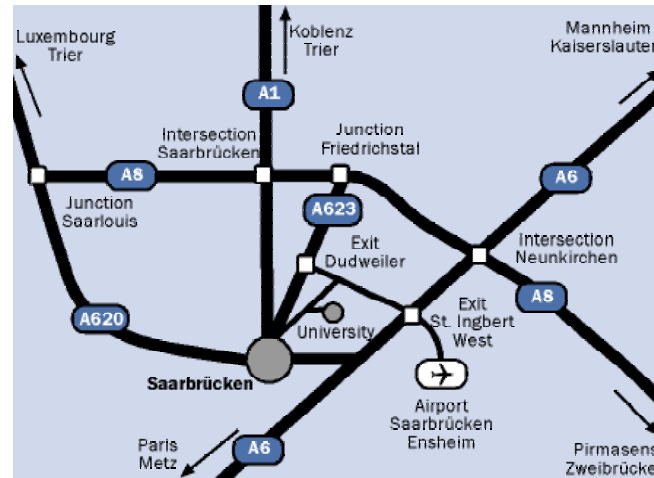 Luxembourg
Trier
Koblenz
Trier
Mannheim
Kaiserslauter
A1
Intersection
Saarbrücken
Junction
Friedrichstal
A8
A6
Junction
Saarlouis
A623
Exit
Dudweiler
Intersection
Neunkirchen
A8
A620
University
Exit
St. Ingbert
West
Saarbrücken
Airport
Saarbrücken
Ensheim
Paris
Metz
A6
Pirmasens
Zweibrücke